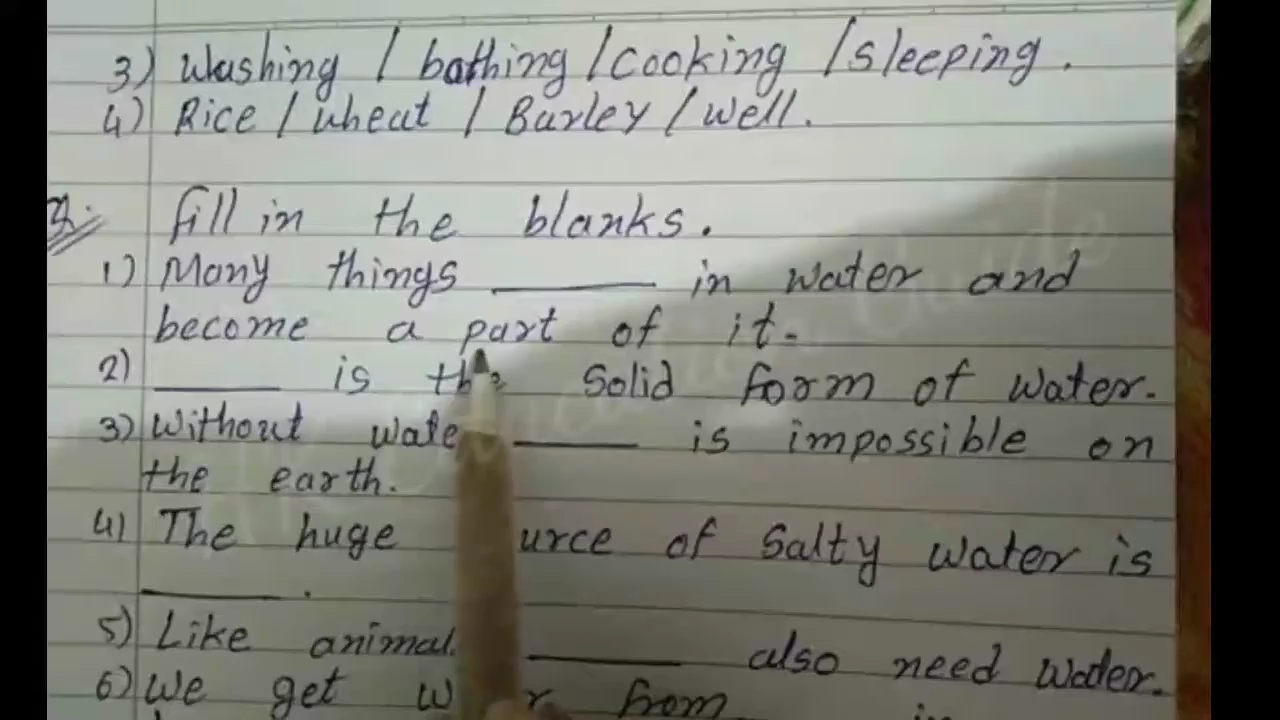 3) Washing / bathing / Cooking / Sleeping.
4) Rice / Wheat / Barley / Well.
fill in the blanks.
1) Many things ______ in water and
become a part of it.
2) ______ is the Solid form of water.
3) Without wate ______ is impossible on
the earth.
4) The huge urce of Salty water is
______.
5) Like animal ______ also need water.
6) We get from ______ in